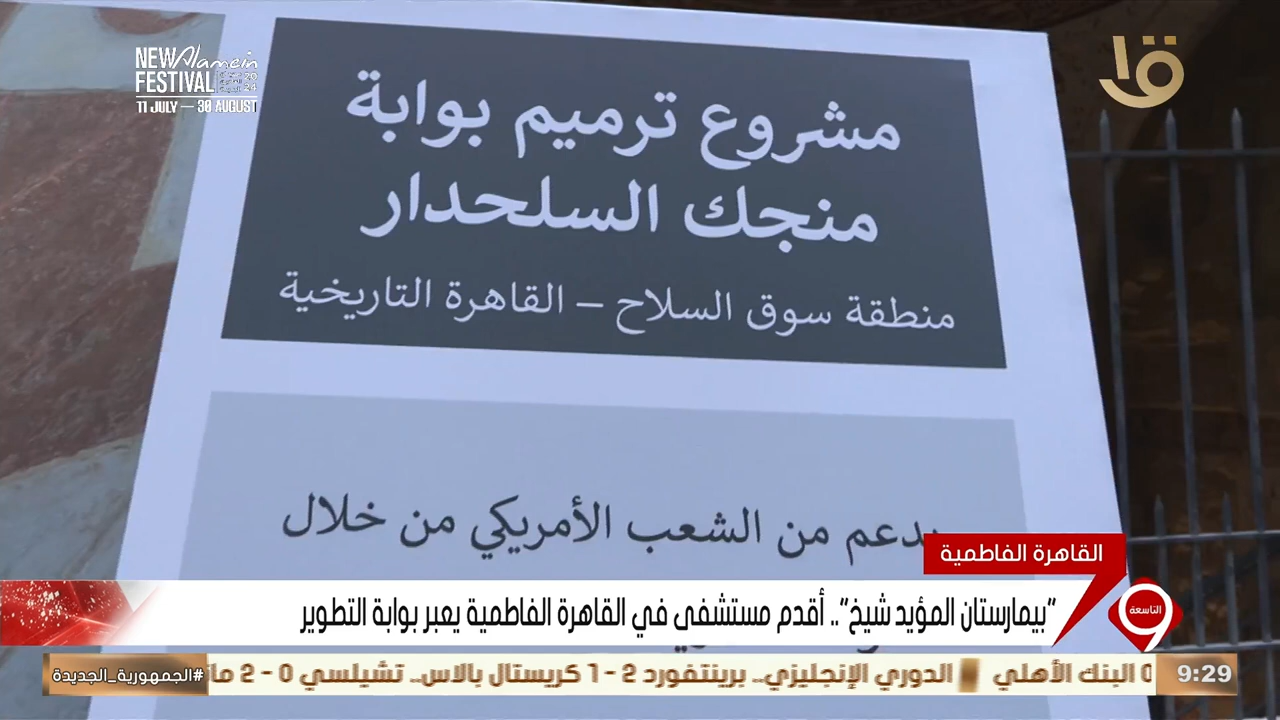 NEW Alamein
FESTIVAL
11 JULY — 30 AUGUST
مشروع ترميم بوابة
منجك السلحدار
منطقة سوق السلاح – القاهرة التاريخية
بدعم من الشعب الأمريكي من خلال
القاهرة الفاطمية
التاسعة
"بيمارستان المؤيد شيخ".. أقدم مستشفى في القاهرة الفاطمية يعبر بوابة التطوير
9:29
0 البنك الأهلي
الدوري الإنجليزي.. برينتفورد 2 - 1 كريستال بالاس.. تشيلسي 0 - 2
#الجمهورية_الجديدة